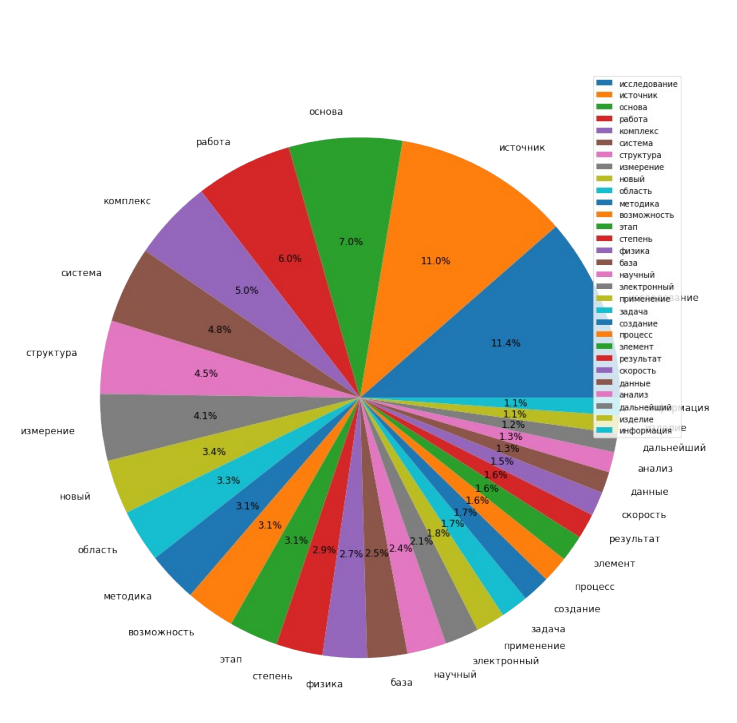 основа
работа
источник
комплекс
система
структура
измерение
новый
область
методика
возможность
этап
степень
физика
база
научный
электронный
применение
задача
создание
процесс
элемент
результат
скорость
данные
анализ
дальнейший
11.4%
11.0%
7.0%
6.0%
5.0%
4.8%
4.5%
4.1%
3.4%
3.3%
3.1%
3.1%
3.1%
2.9%
2.7%
2.5%
2.4%
2.1%
1.8%
1.7%
1.7%
1.6%
1.6%
1.6%
1.5%
1.3%
1.3%
1.2%
1.1%
1.1%
исследование
источник
основа
работа
комплекс
система
структура
измерение
новый
область
методика
возможность
этап
степень
физика
база
научный
электронный
применение
задача
создание
процесс
элемент
результат
скорость
данные
анализ
дальнейший
изделие
информация